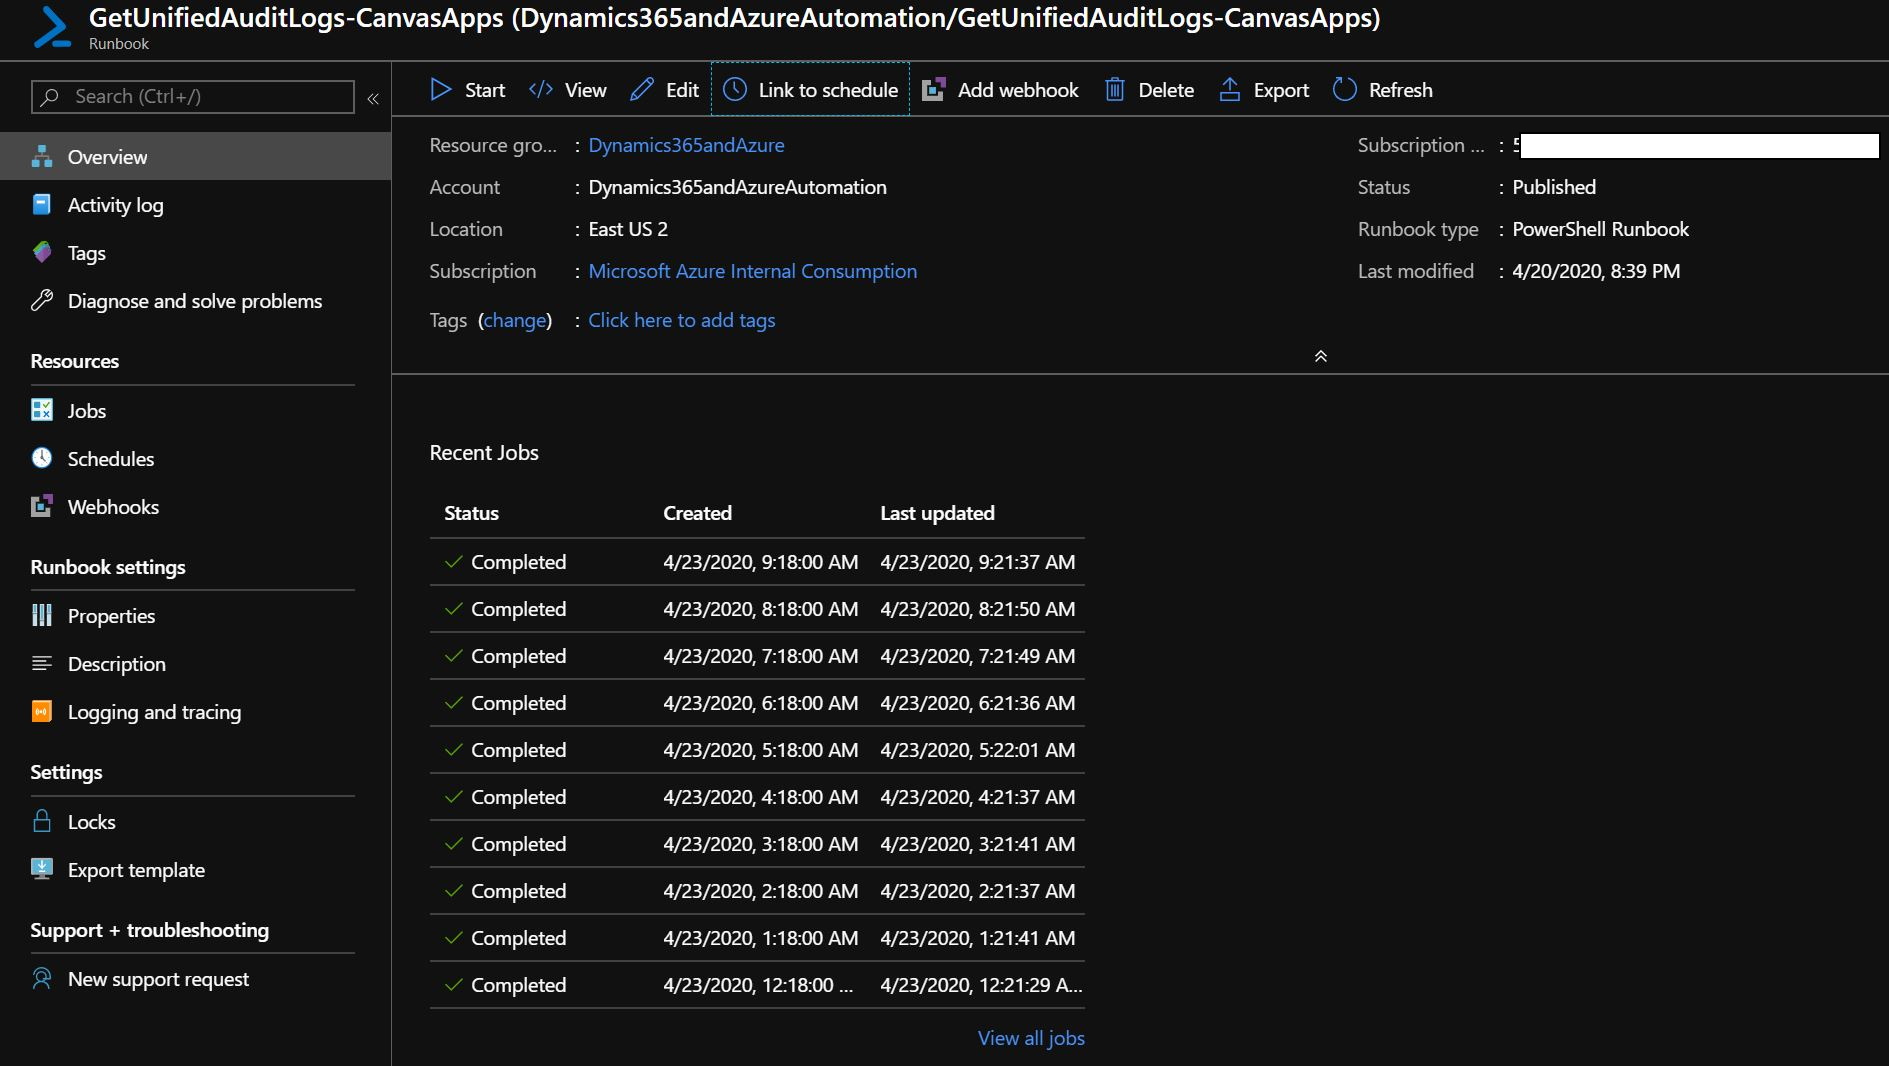 GetUnifiedAuditLogs-CanvasApps (Dynamics365andAzureAutomation/GetUnifiedAuditLogs-CanvasApps)
Runbook
Search (Ctrl+/)
«
Start
View
Edit
Link to schedule
Add webhook
Delete
Export
Refresh
Overview
Activity log
Tags
Diagnose and solve problems
Resources
Jobs
Schedules
Webhooks
Runbook settings
Properties
Description
Logging and tracing
Settings
Locks
Export template
Support + troubleshooting
New support request
Resource gro... : Dynamics365andAzure
Account : Dynamics365andAzureAutomation
Location : East US 2
Subscription : Microsoft Azure Internal Consumption
Tags (change) : Click here to add tags
Subscription ... :
Status : Published
Runbook type : PowerShell Runbook
Last modified : 4/20/2020, 8:39 PM
Recent Jobs
Status Created Last updated
Completed 4/23/2020, 9:18:00 AM 4/23/2020, 9:21:37 AM
Completed 4/23/2020, 8:18:00 AM 4/23/2020, 8:21:50 AM
Completed 4/23/2020, 7:18:00 AM 4/23/2020, 7:21:49 AM
Completed 4/23/2020, 6:18:00 AM 4/23/2020, 6:21:36 AM
Completed 4/23/2020, 5:18:00 AM 4/23/2020, 5:22:01 AM
Completed 4/23/2020, 4:18:00 AM 4/23/2020, 4:21:37 AM
Completed 4/23/2020, 3:18:00 AM 4/23/2020, 3:21:41 AM
Completed 4/23/2020, 2:18:00 AM 4/23/2020, 2:21:37 AM
Completed 4/23/2020, 1:18:00 AM 4/23/2020, 1:21:41 AM
Completed 4/23/2020, 12:18:00 ... 4/23/2020, 12:21:29 A...
View all jobs